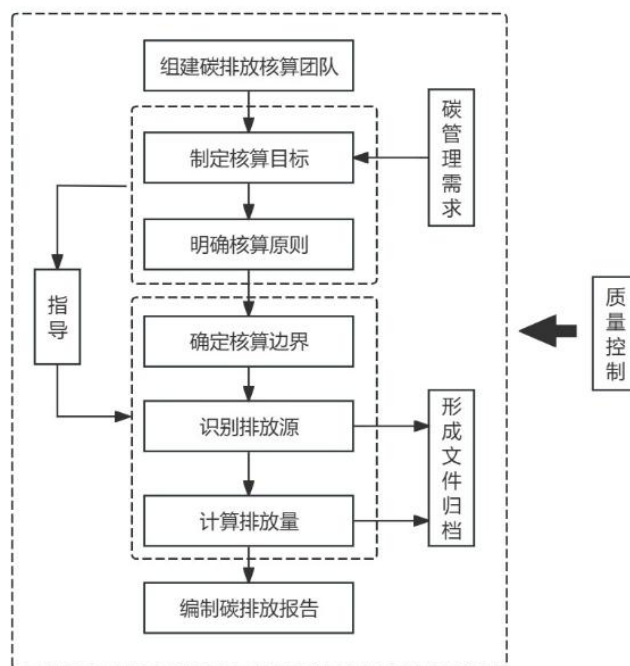 组建碳排放核算团队
制定核算目标
碳管理需求
明确核算原则
指导
确定核算边界
质量控制
识别排放源
形成文件归档
计算排放量
编制碳排放报告